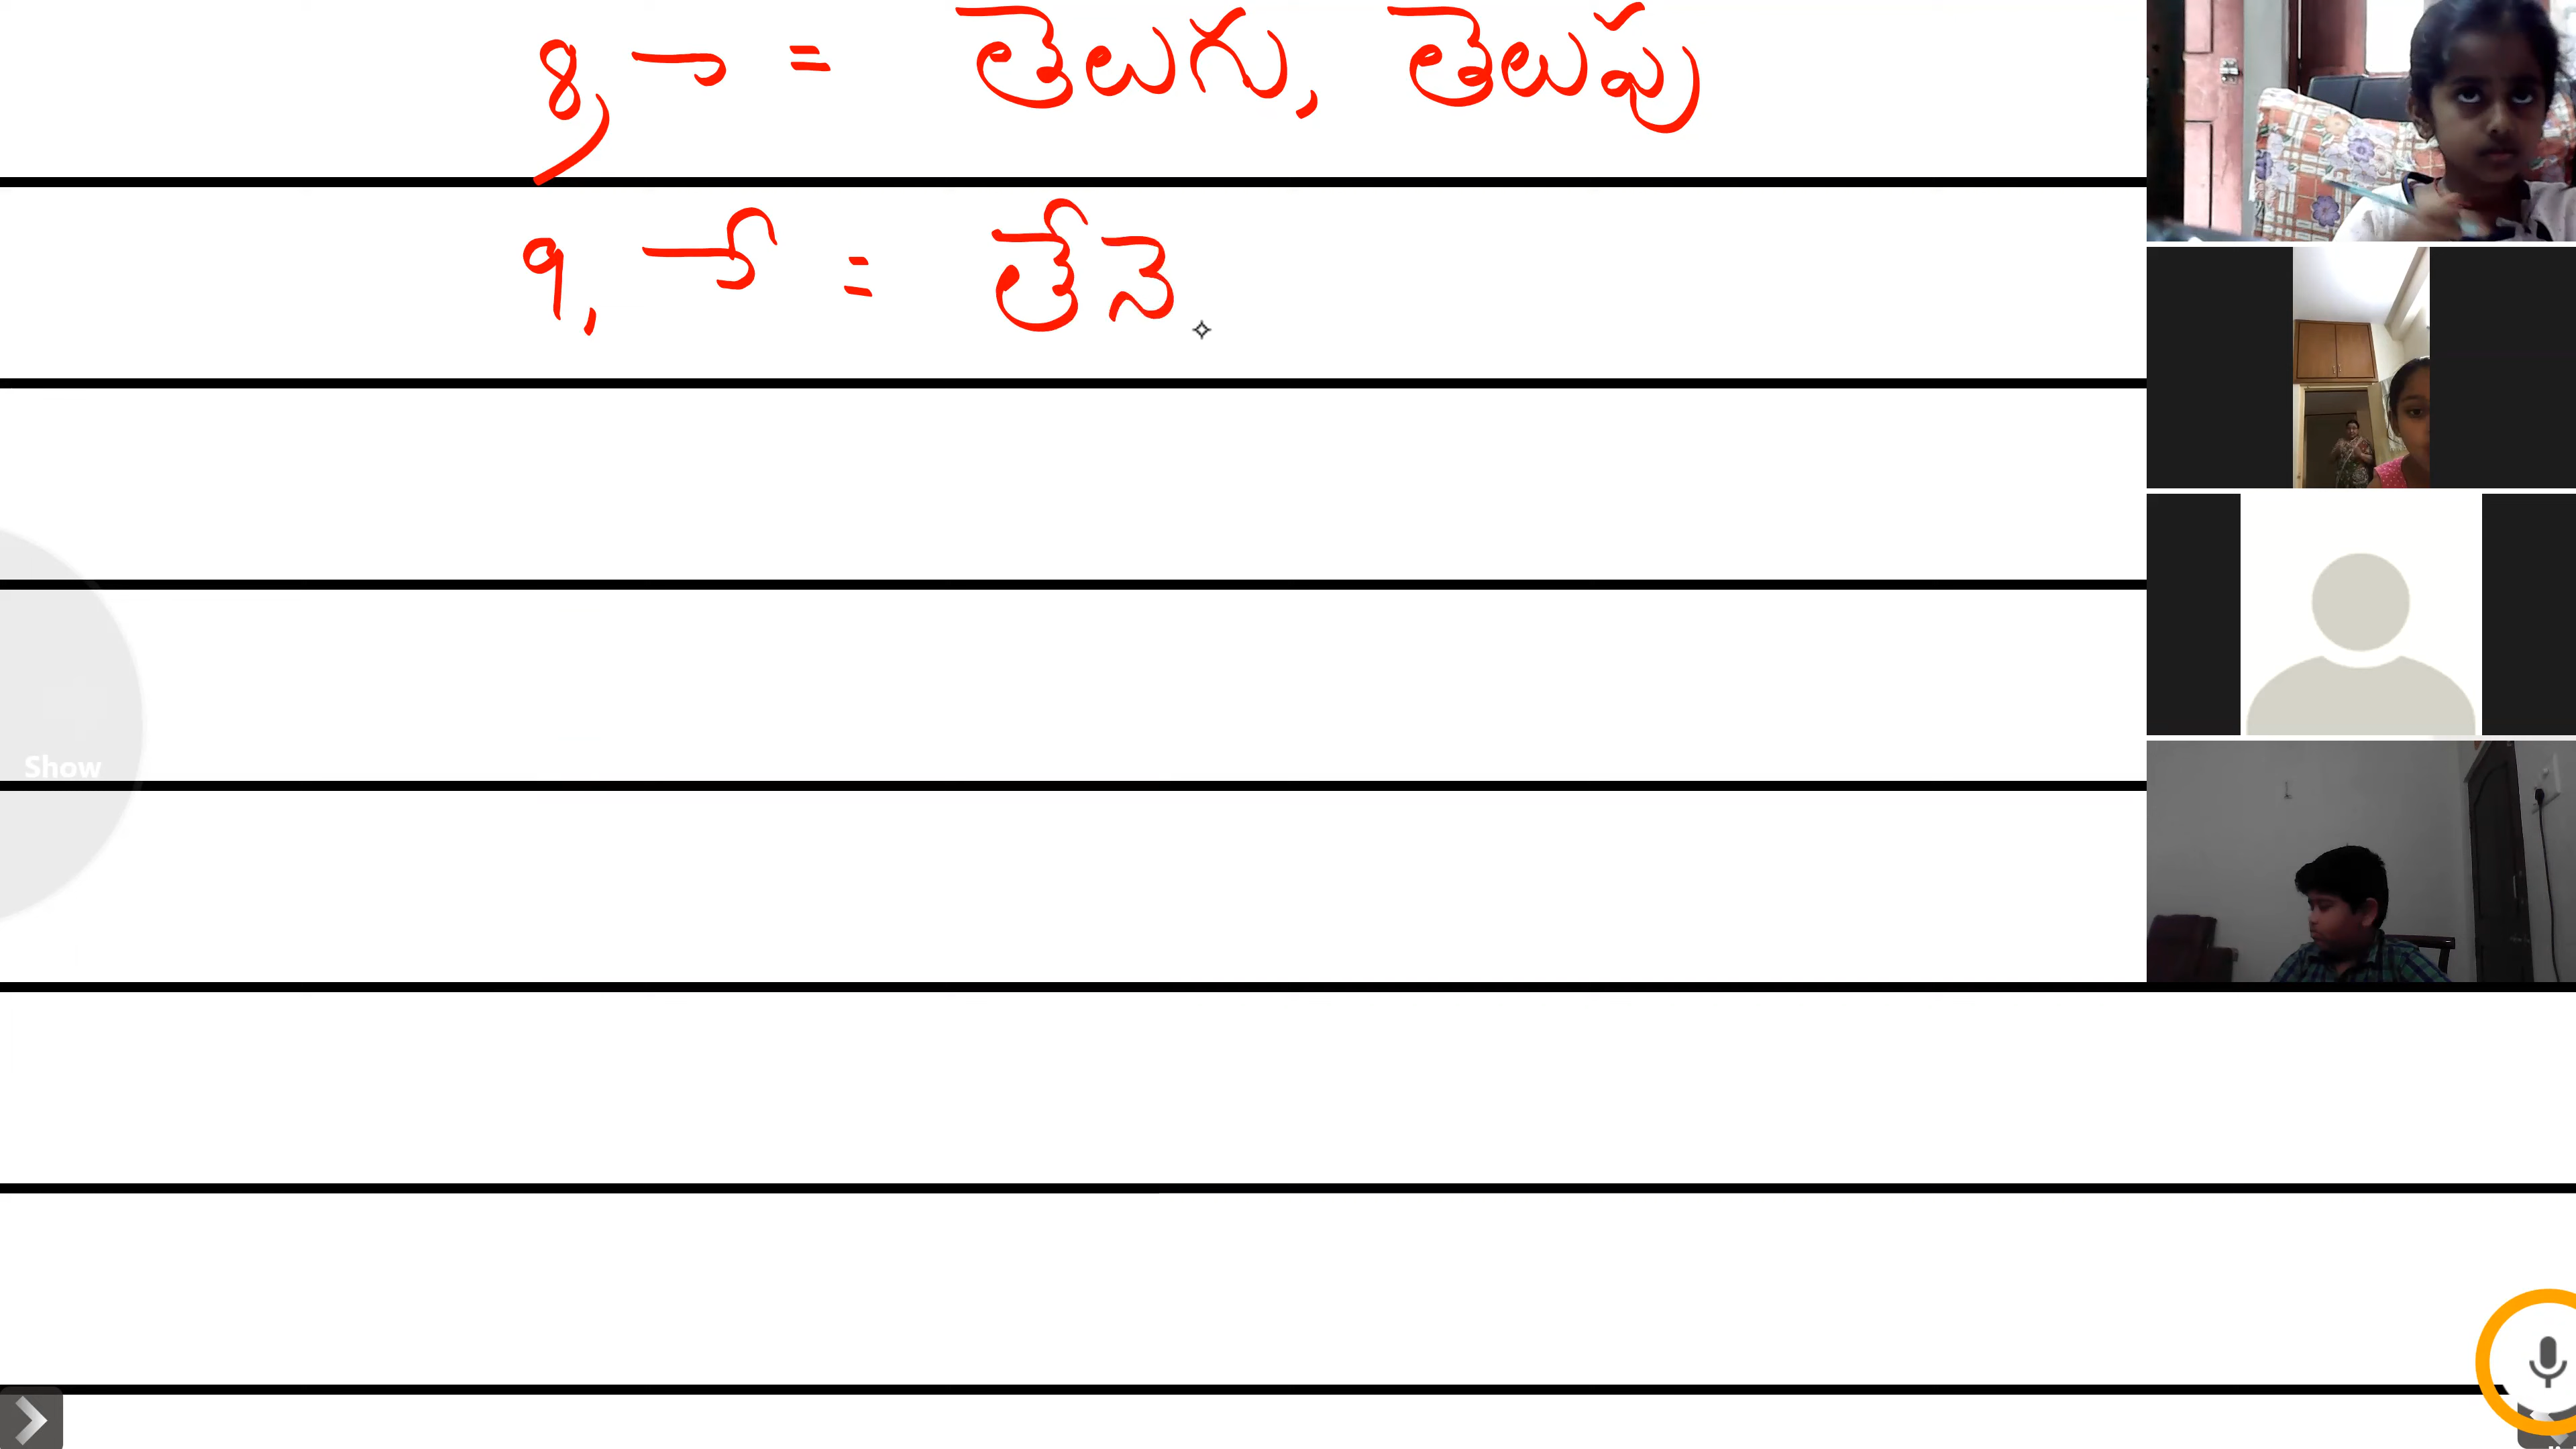 8, ె = తెలుగు, తెలుపు
9, ే = తేనె
Show